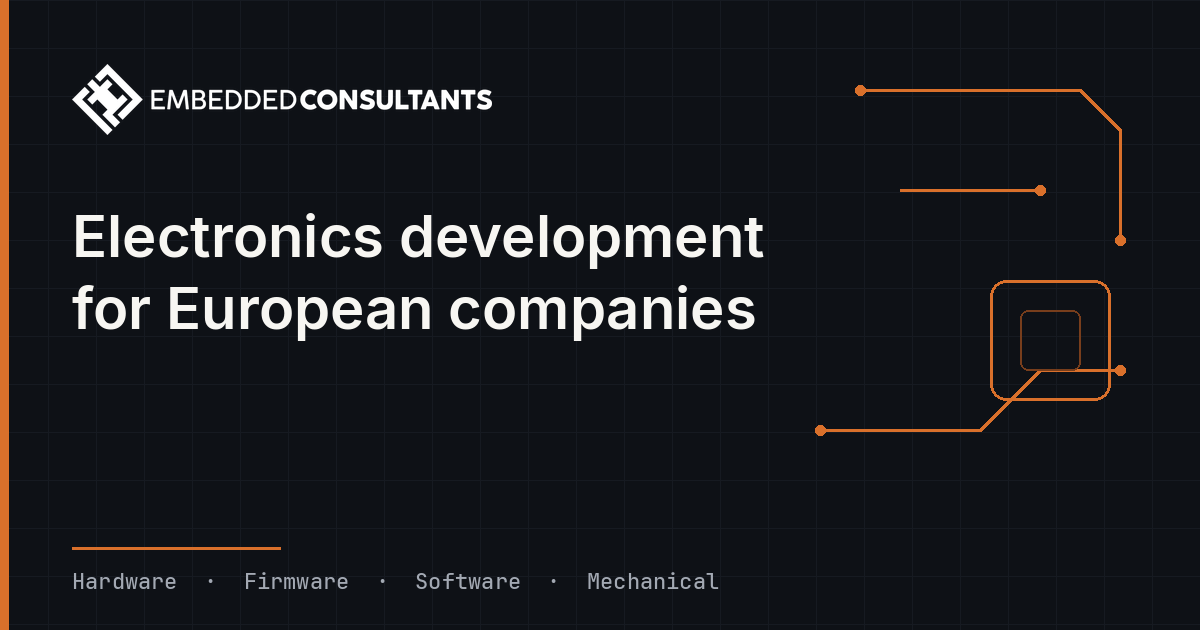 EMBEDDEDCONSULTANTS
Electronics development
for European companies
Hardware · Firmware · Software · Mechanical